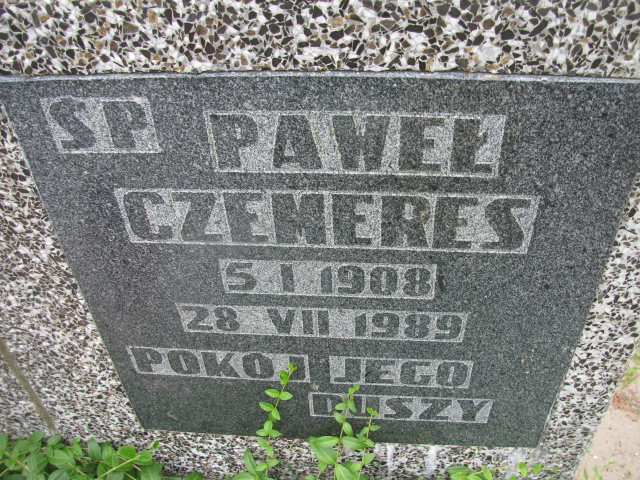 SP PAWEŁ
CZEMERES
5 I 1908
28 VII 1989
POKÓJ JEGO
DUSZY